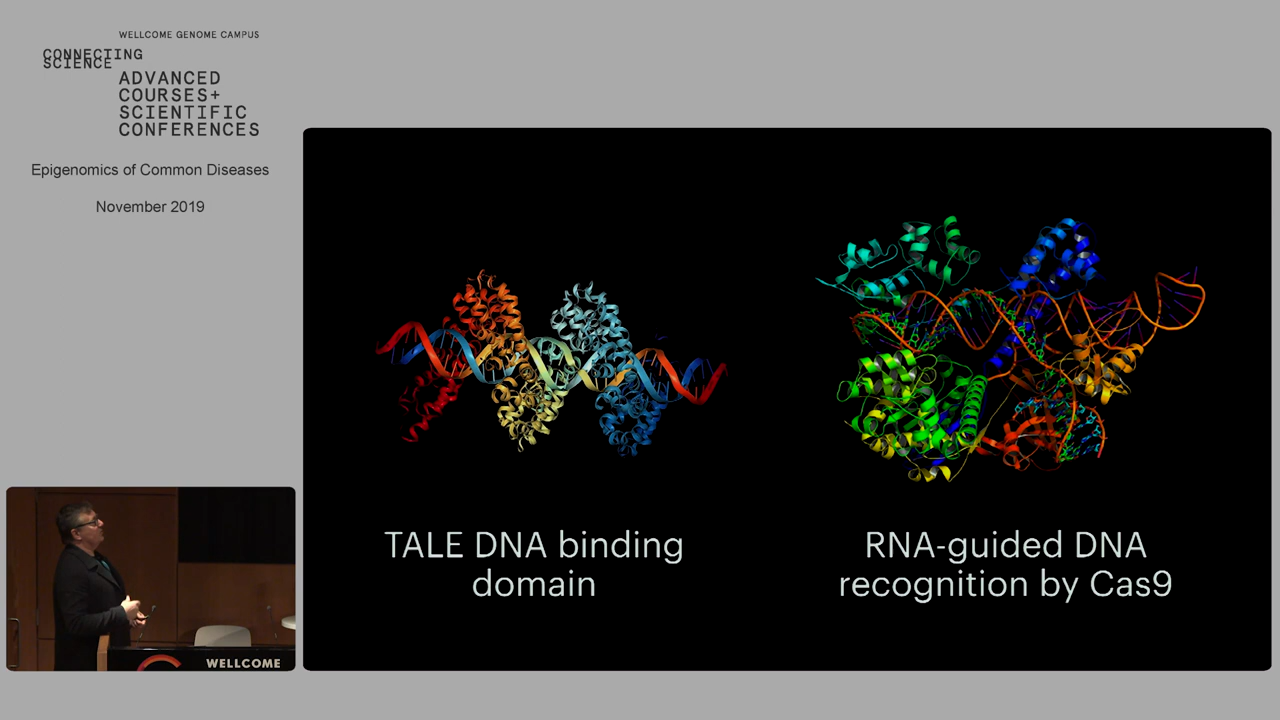 WELLCOME GENOME CAMPUS
CONNECTING
SCIENCE
ADVANCED
COURSES+
SCIENTIFIC
CONFERENCES
Epigenomics of Common Diseases
November 2019
TALE DNA binding
domain
RNA-guided DNA
recognition by Cas9
WELLCOME